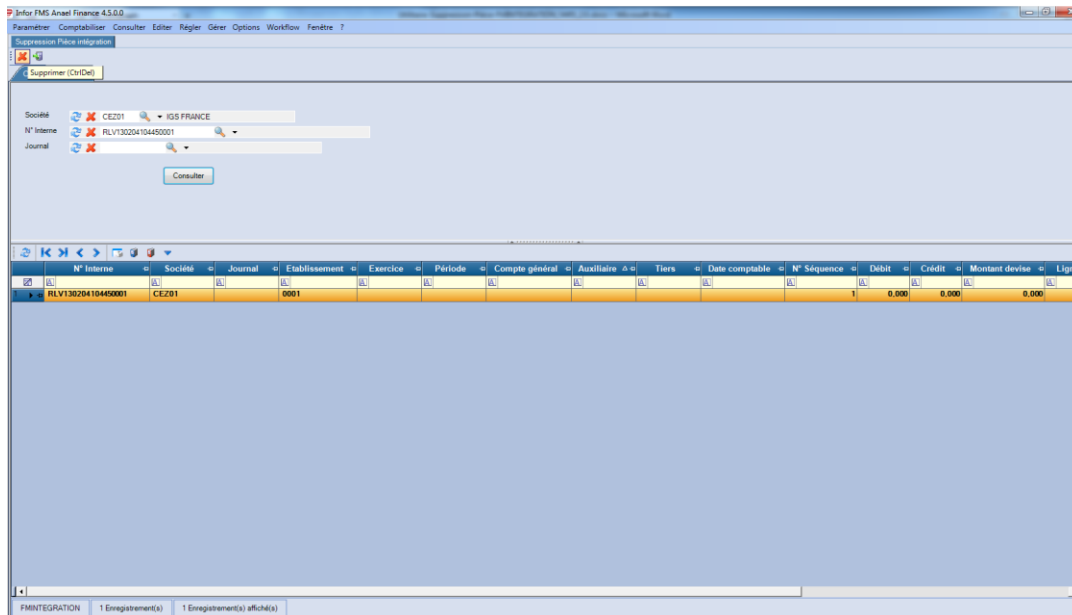 Infor FMS Anael Finance 4.5.0.0
Paramétrer Comptabiliser Consulter Editer Régler Gérer Options Workflow Fenêtre ?
Suppression Pièce intégration
Supprimer (CtrlDel)
Société CEZ01 IGS FRANCE
N° Interne RLV130204104450001
Journal
Consulter
N° Interne Société Journal Etablissement Exercice Période Compte général Auxiliaire Tiers Date comptable N° Séquence Débit Crédit Montant devise Lign
RLV130204104450001 CEZ01 0001 1 0,000 0,000 0,000
FMINTEGRATION 1 Enregistrement(s) 1 Enregistrement(s) affiché(s)